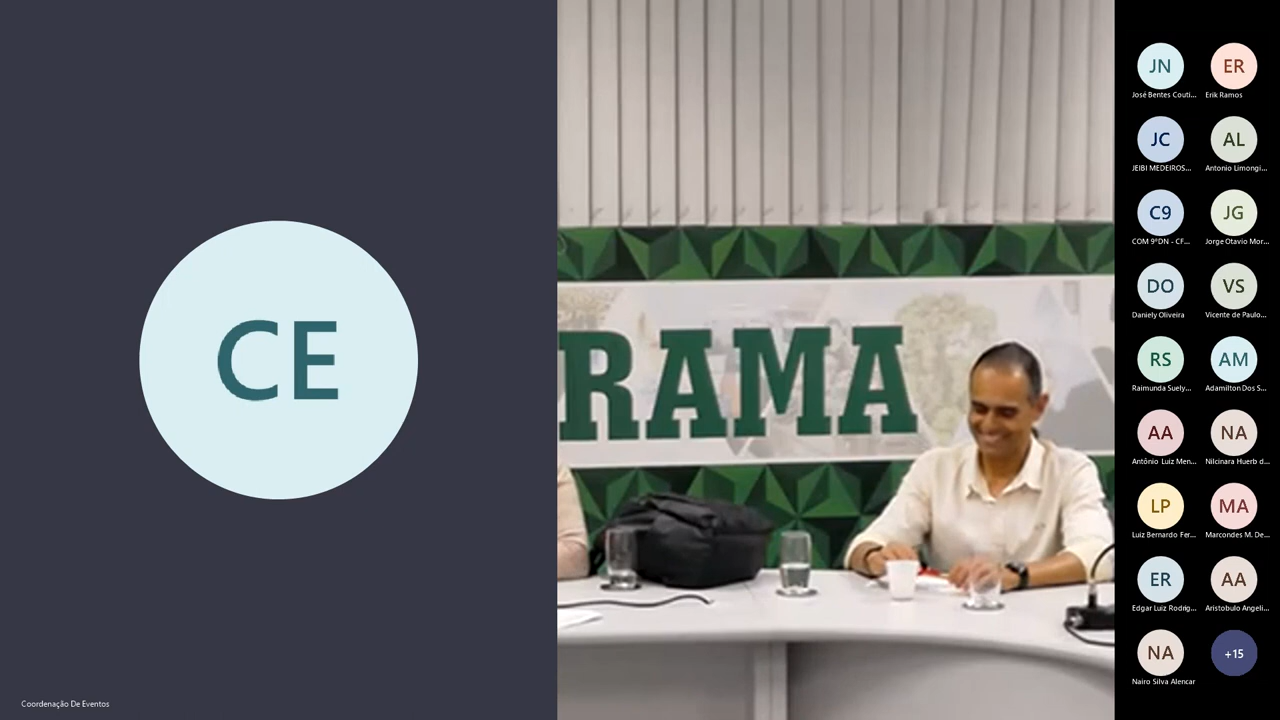 CE
Coordenação De Eventos
RAMA
JN
José Bentes Couti...
ER
Erik Ramos
JC
JEIBI MEDEIROS...
AL
Antonio Limongi...
C9
COM 9ºDN - CF...
JG
Jorge Otavio Mor...
DO
Daniely Oliveira
VS
Vicente de Paulo...
RS
Raimunda Suely...
AM
Adamilton Dos S...
AA
Antônio Luiz Men...
NA
Nilcinara Huerb d...
LP
Luiz Bernardo Fer...
MA
Marcondes M. De...
ER
Edgar Luiz Rodrig...
AA
Aristobulo Angeli...
NA
Nairo Silva Alencar
+15